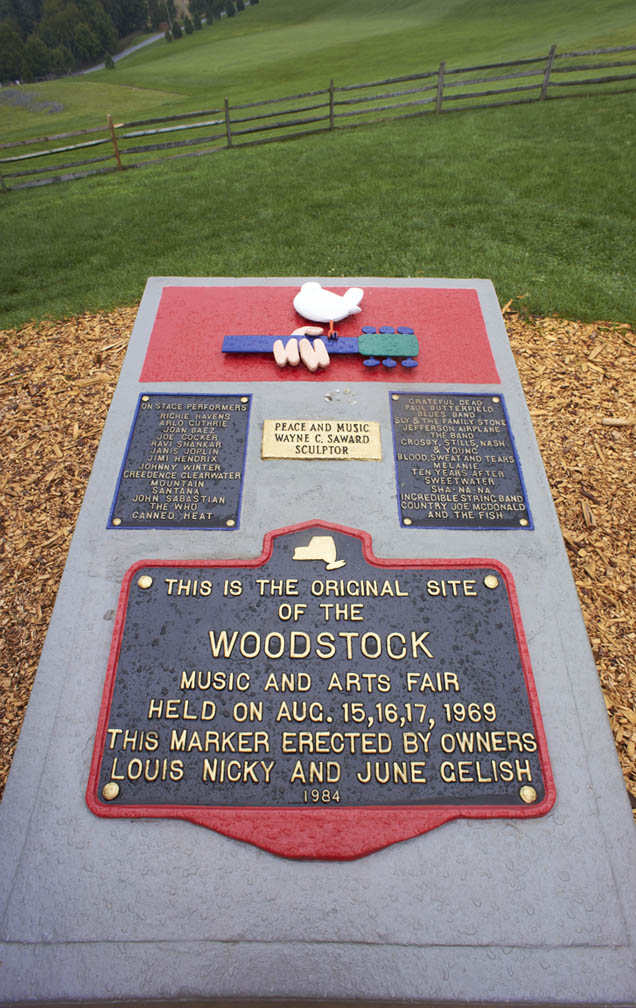 ON STAGE PERFORMERS
RICHIE HAVENS
ARLO GUTHRIE
JOAN BAEZ
JOE COCKER
RAVI SHANKAR
JANIS JOPLIN
JIMI HENDRIX
JOHNNY WINTER
CREEDENCE CLEARWATER
MOUNTAIN
SANTANA
JOHN SABASTIAN
THE WHO
CANNED HEAT
PEACE AND MUSIC
WAYNE C. SAWARD
SCULPTOR
GRATEFUL DEAD
PAUL BUTTERFIELD
BLUES BAND
SLY & THE FAMILY STONE
JEFFERSON AIRPLANE
THE BAND
CROSBY, STILLS, NASH
& YOUNG
BLOOD, SWEAT AND TEARS
MELANIE
TEN YEARS AFTER
SWEETWATER
SHA-NA-NA
INCREDIBLE STRING BAND
COUNTRY JOE MCDONALD
AND THE FISH
THIS IS THE ORIGINAL SITE
OF THE
WOODSTOCK
MUSIC AND ARTS FAIR
HELD ON AUG. 15,16,17, 1969
THIS MARKER ERECTED BY OWNERS
LOUIS NICKY AND JUNE GELISH
1984